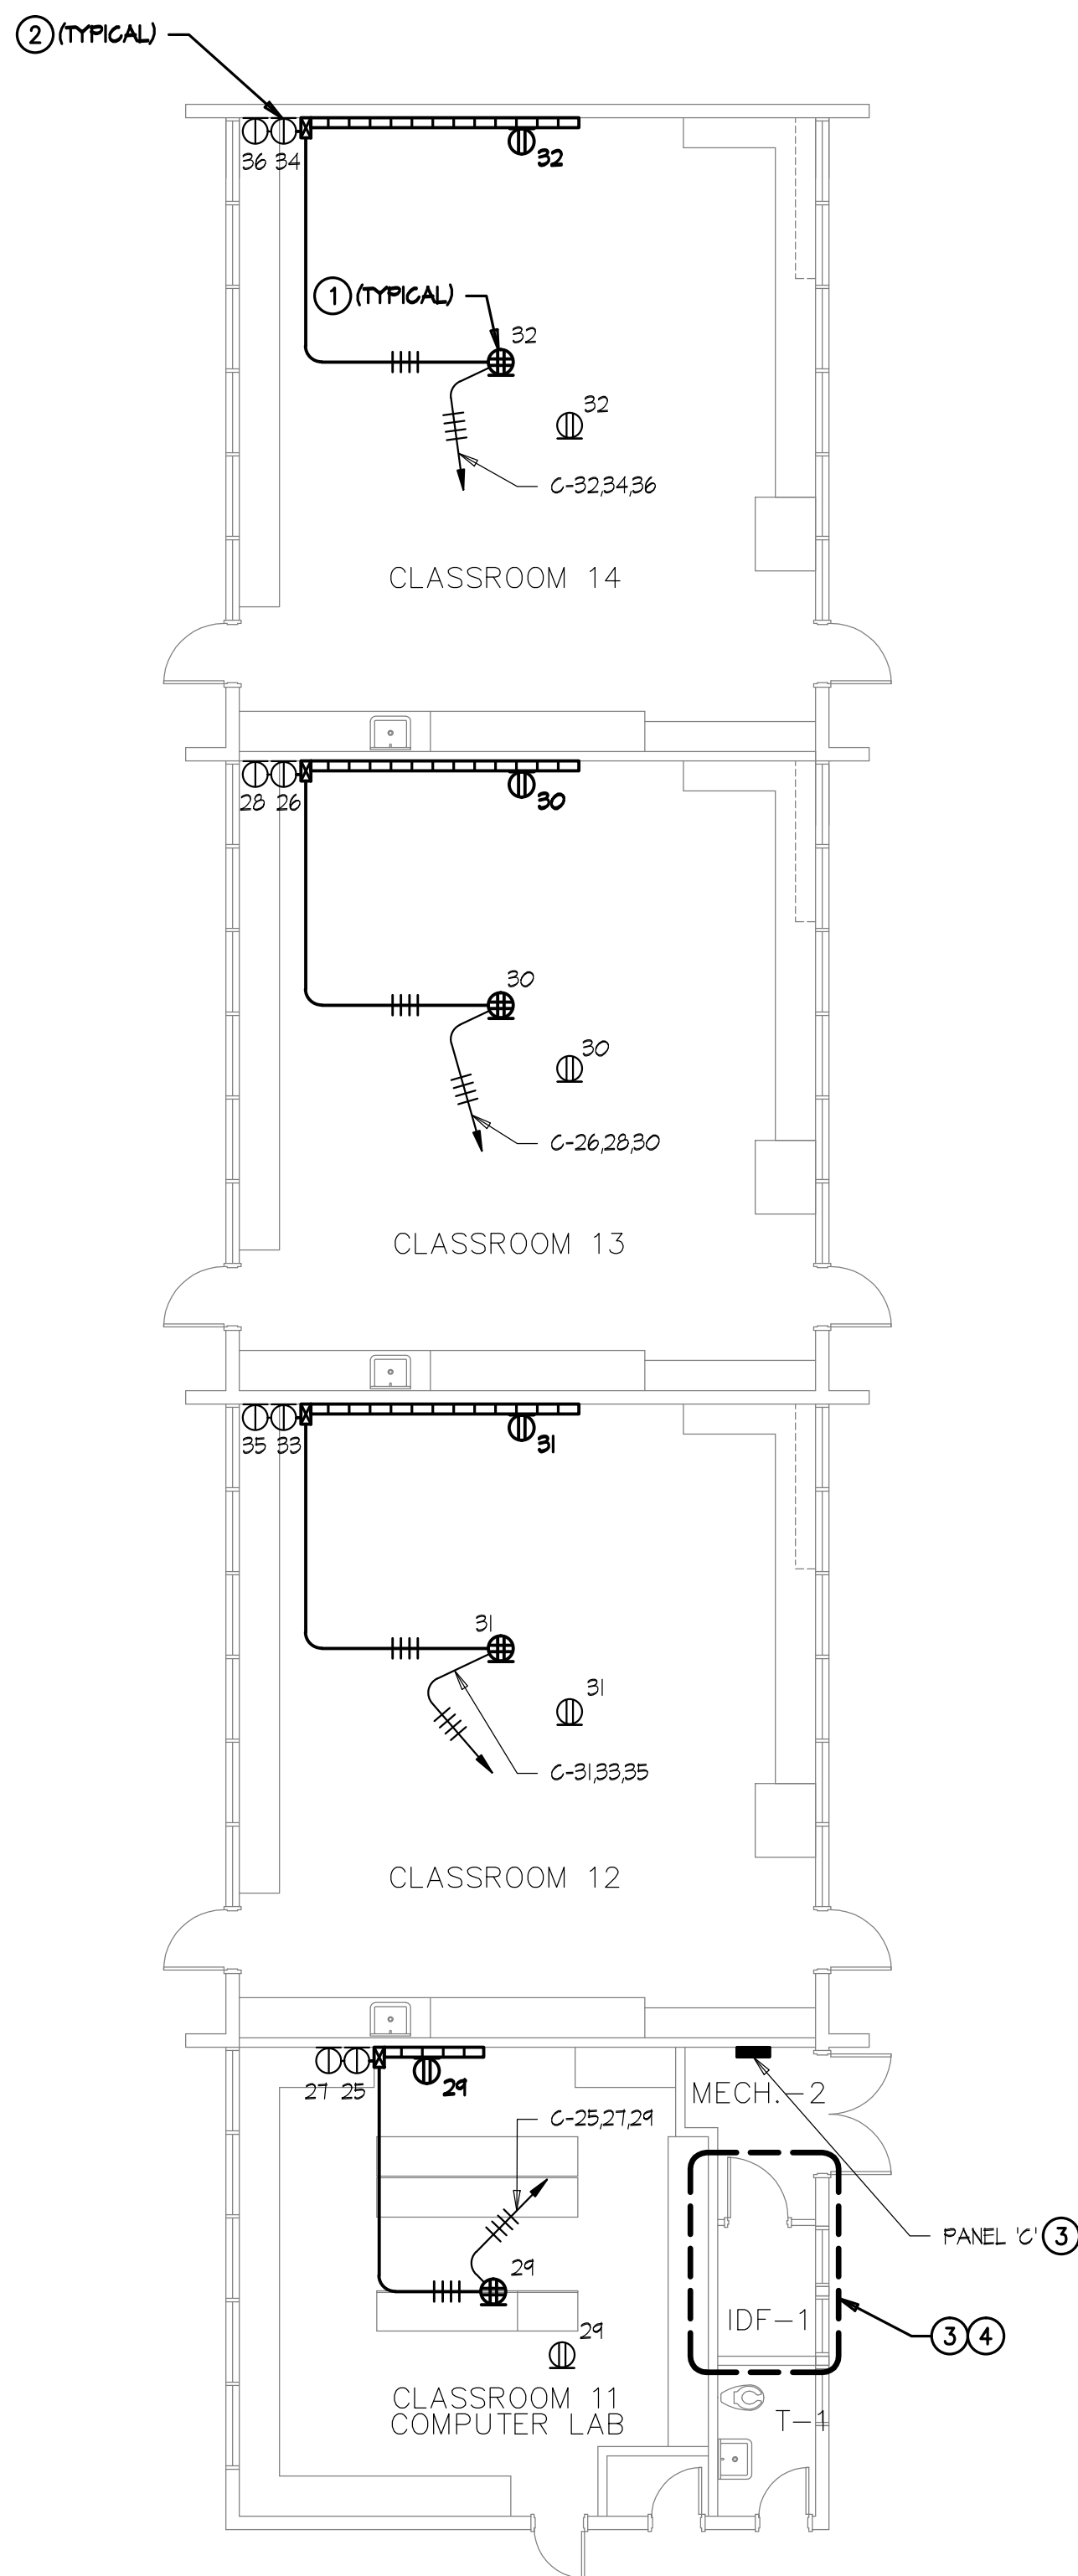 2 (TYPICAL)
36 34
32
1 (TYPICAL)
32
32
C-32,34,36
CLASSROOM 14
28 26
30
30
30
C-26,28,30
CLASSROOM 13
35 33
31
31
31
C-31,33,35
CLASSROOM 12
27 25
29
MECH.-2
C-25,27,29
PANEL 'C' 3
29
IDF-1
3 4
29
CLASSROOM 11
COMPUTER LAB
T-1